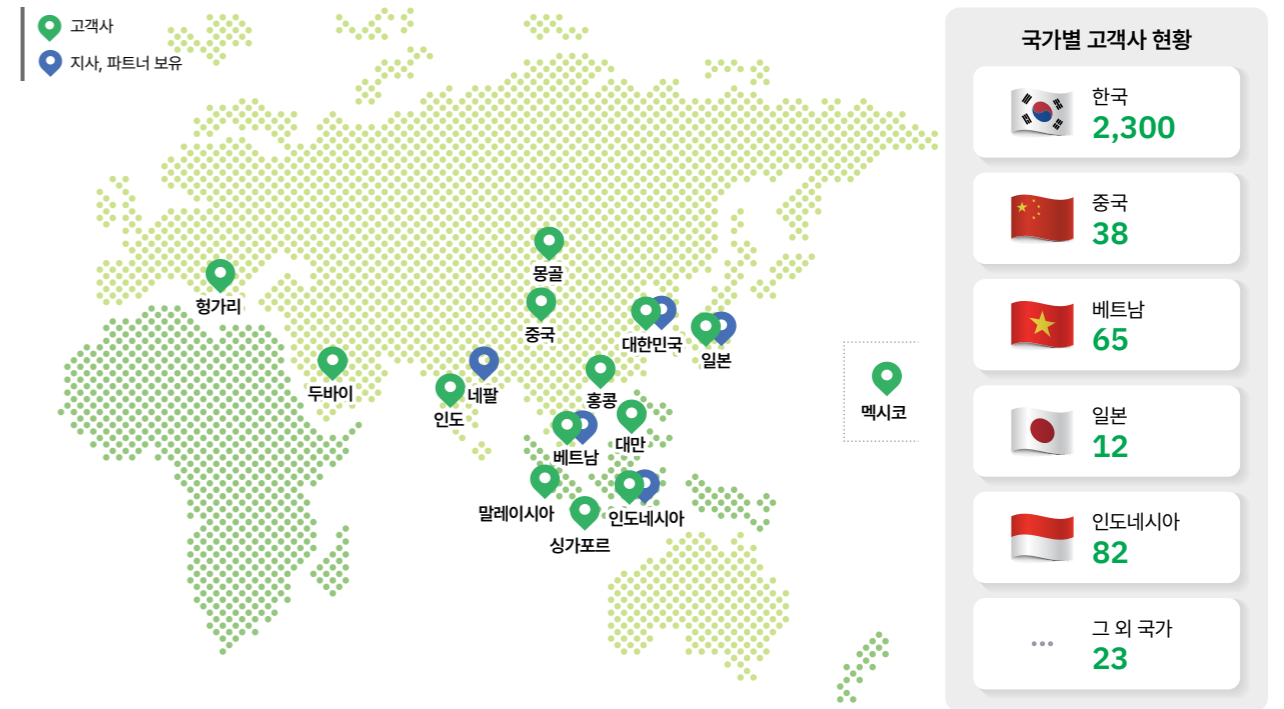 고객사
지사, 파트너 보유
몽골
헝가리
중국
대한민국
일본
두바이
네팔
인도
홍콩
멕시코
대만
베트남
말레이시아
인도네시아
싱가포르
국가별 고객사 현황
한국
2,300
중국
38
베트남
65
일본
12
인도네시아
82
그 외 국가
23